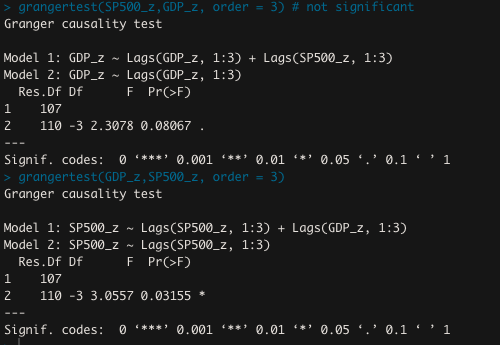 > grangertest(SP500_z,GDP_z, order = 3) # not significant
Granger causality test

Model 1: GDP_z ~ Lags(GDP_z, 1:3) + Lags(SP500_z, 1:3)
Model 2: GDP_z ~ Lags(GDP_z, 1:3)
  Res.Df Df      F  Pr(>F)
1    107
2    110 -3 2.3078 0.08067 .
---
Signif. codes:  0 ‘***’ 0.001 ‘**’ 0.01 ‘*’ 0.05 ‘.’ 0.1 ‘ ’ 1
> grangertest(GDP_z,SP500_z, order = 3)
Granger causality test

Model 1: SP500_z ~ Lags(SP500_z, 1:3) + Lags(GDP_z, 1:3)
Model 2: SP500_z ~ Lags(SP500_z, 1:3)
  Res.Df Df      F  Pr(>F)
1    107
2    110 -3 3.0557 0.03155 *
---
Signif. codes:  0 ‘***’ 0.001 ‘**’ 0.01 ‘*’ 0.05 ‘.’ 0.1 ‘ ’ 1